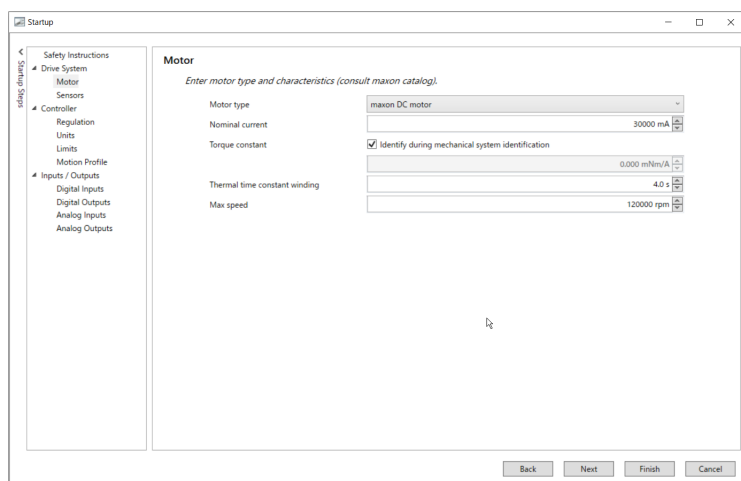 Startup
Startup Steps
Safety Instructions
Drive System
Motor
Sensors
Controller
Regulation
Units
Limits
Motion Profile
Inputs / Outputs
Digital Inputs
Digital Outputs
Analog Inputs
Analog Outputs
Motor
Enter motor type and characteristics (consult maxon catalog).
Motor type maxon DC motor
Nominal current 30000 mA
Torque constant Identify during mechanical system identification
0.000 mNm/A
Thermal time constant winding 4.0 s
Max speed 120000 rpm
Back Next Finish Cancel